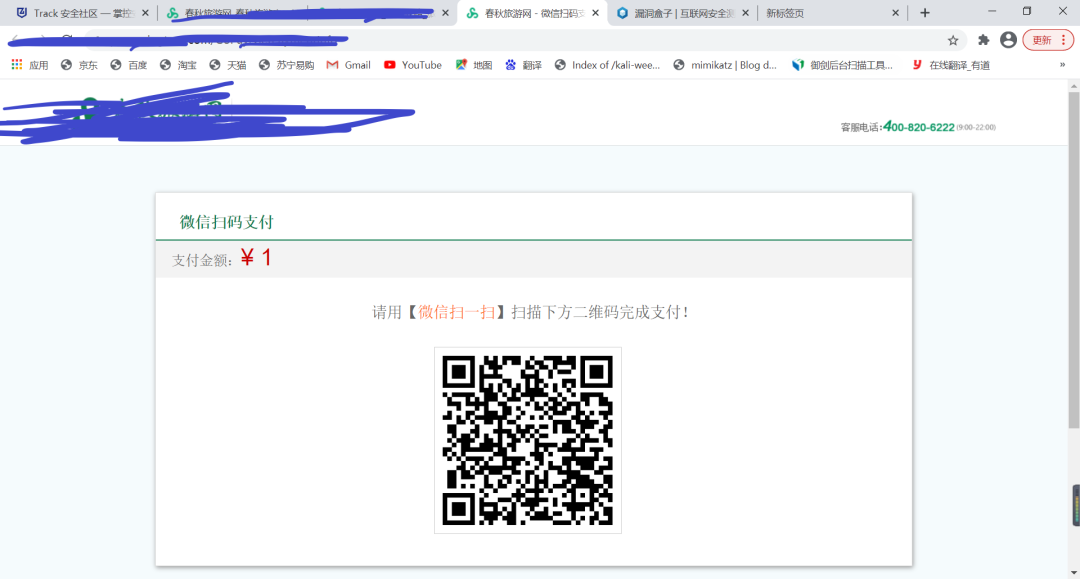 Track 安全社区 — 掌控
春秋旅游网
春秋旅游网 - 微信扫码支
漏洞盒子 | 互联网安全测
新标签页
更新
应用 京东 百度 淘宝 天猫 苏宁易购 Gmail YouTube 地图 翻译 Index of /kali-wee... mimikatz | Blog d... 御剑后台扫描工具... 在线翻译_有道 »
客服电话:400-820-6222 (9:00-22:00)
微信扫码支付
支付金额: ¥ 1
请用【微信扫一扫】扫描下方二维码完成支付!